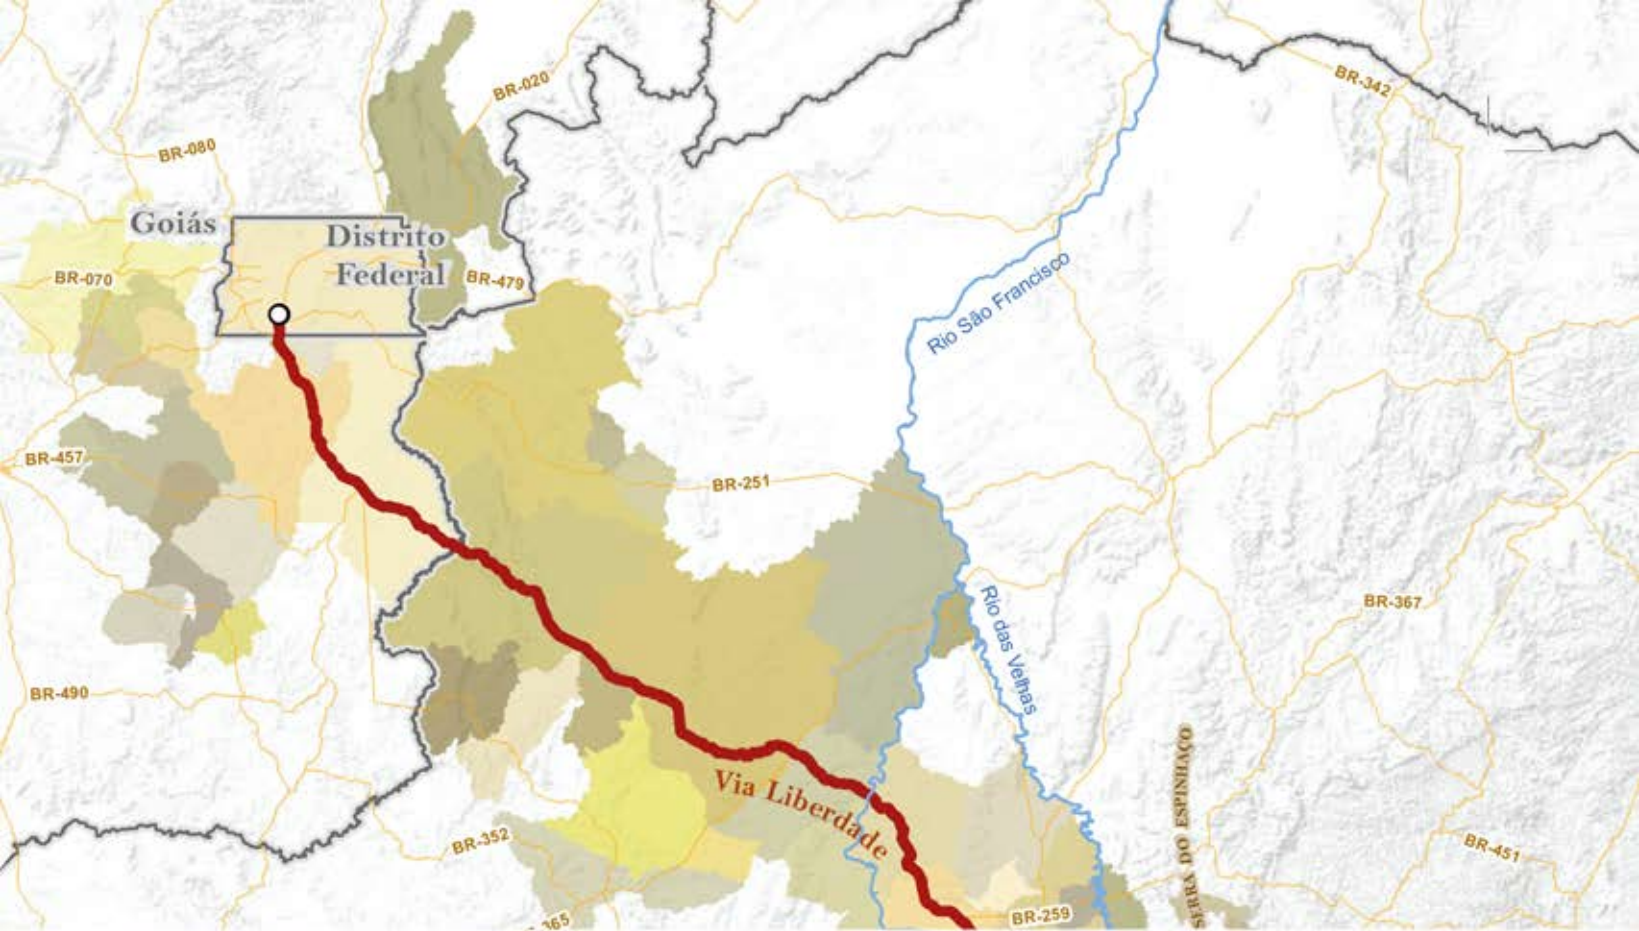 BR-020
BR-342
BR-080
Goiás
Distrito
Federal
BR-070
BR-479
Rio São Francisco
BR-457
BR-251
Rio das Velhas
BR-367
BR-490
Via Liberdade
SERRA DO ESPINHAÇO
BR-352
BR-451
365
BR-259